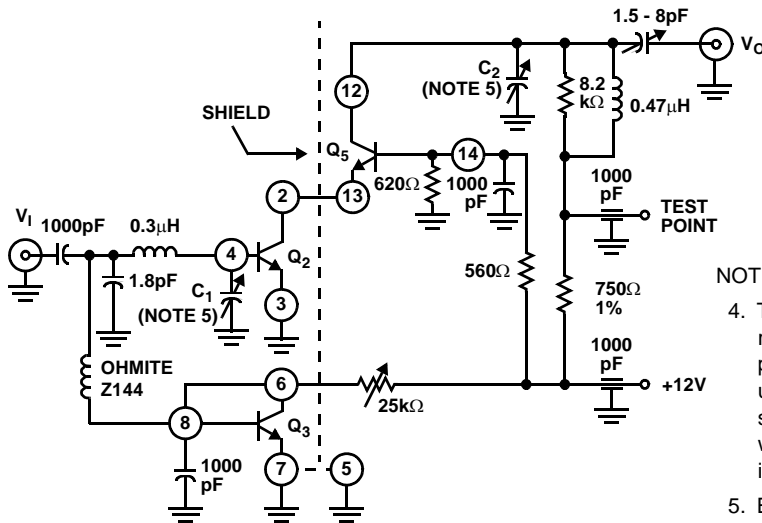 1.5 - 8pF
V_O
C2
(NOTE 5)
8.2
kΩ
0.47μH
12
SHIELD
Q5
14
620Ω
1000
pF
1000
pF
TEST
POINT
2
13
VI
1000pF
0.3μH
4
Q2
1.8pF
C1
(NOTE 5)
3
560Ω
750Ω
1%
NOT
4. T
r
p
u
s
w
i
5. E
OHMITE
Z144
6
25kΩ
1000
pF
+12V
8
Q3
1000
pF
7
5